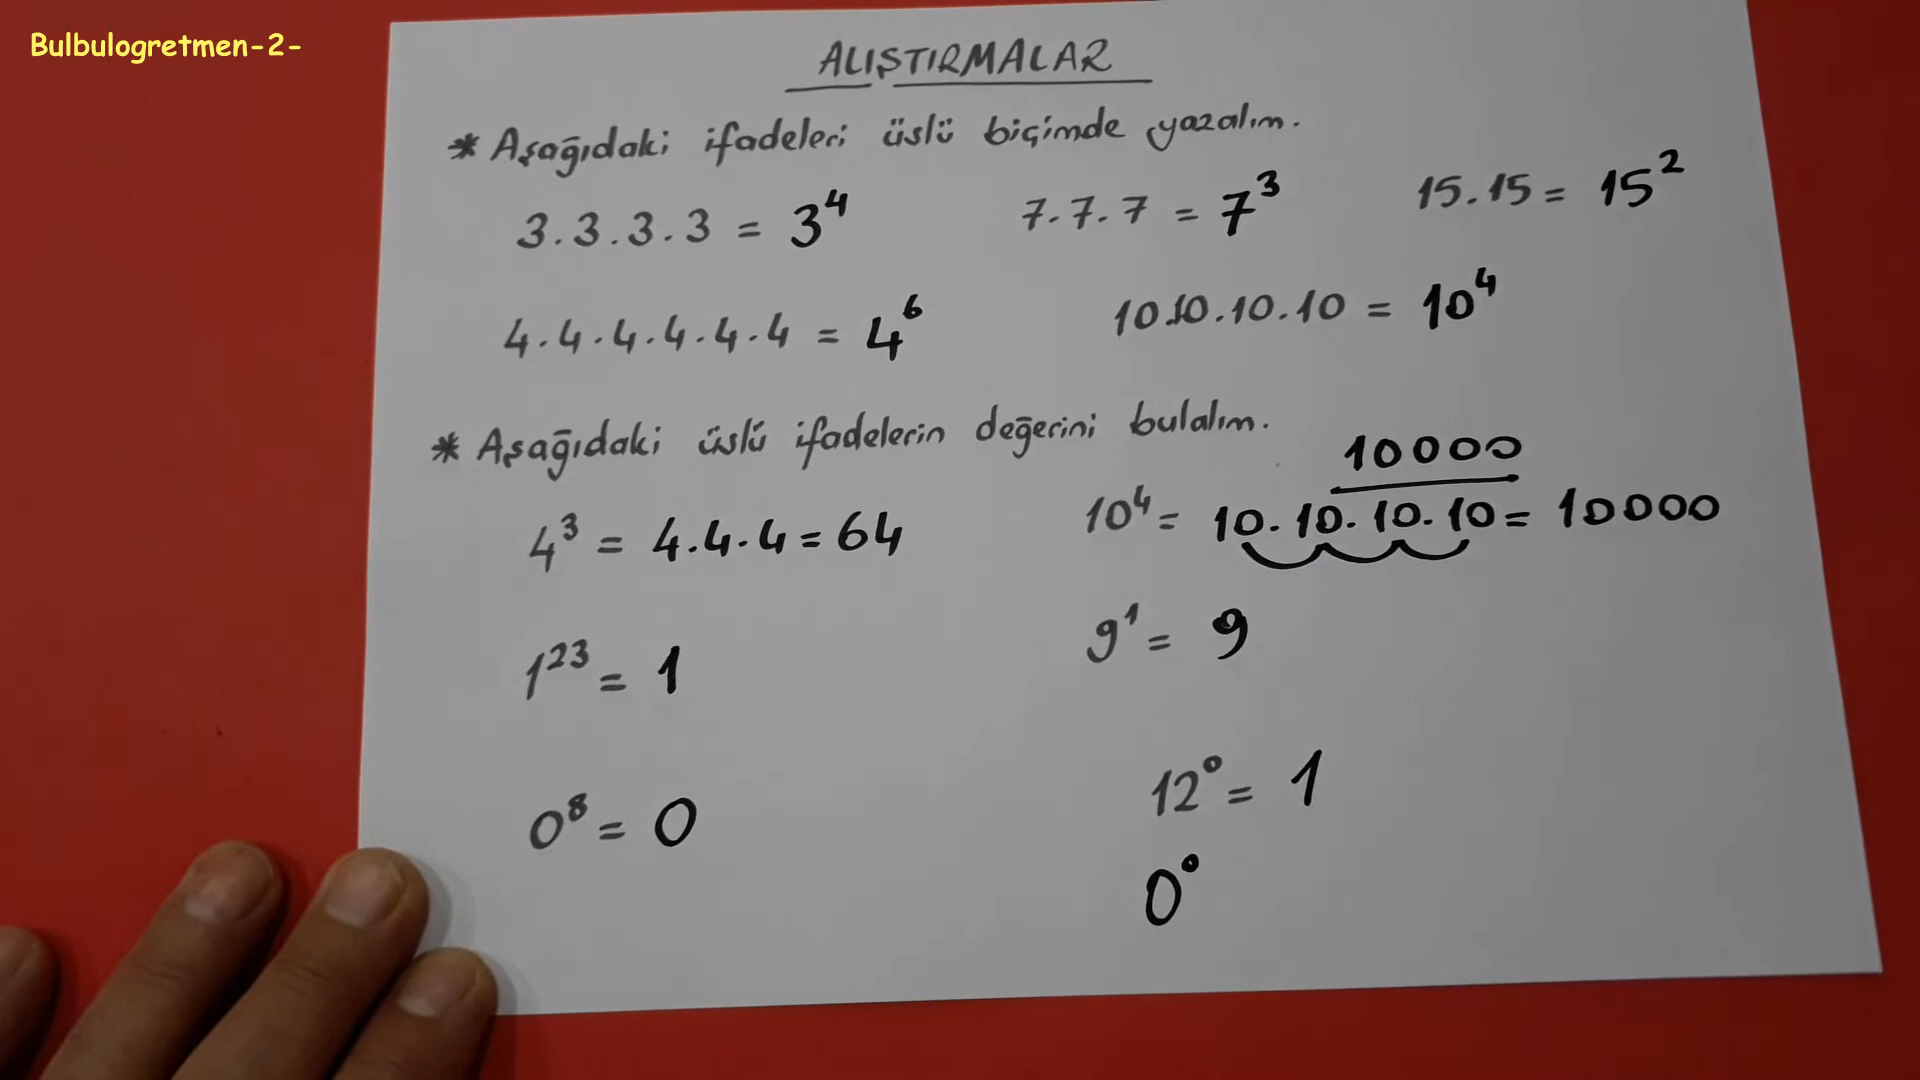 Bulbulogretmen-2-
ALIŞTIRMALAR
* Aşağıdaki ifadeleri üslü biçimde yazalım.
3.3.3.3 = 3⁴ 7.7.7 = 7³ 15.15 = 15²
4.4.4.4.4.4 = 4⁶ 10.10.10.10 = 10⁴
* Aşağıdaki üslü ifadelerin değerini bulalım.
10000
4³ = 4.4.4 = 64 10⁴ = 10.10.10.10 = 10000
1²³ = 1 9¹ = 9
0⁸ = 0 12⁰ = 1
0⁰